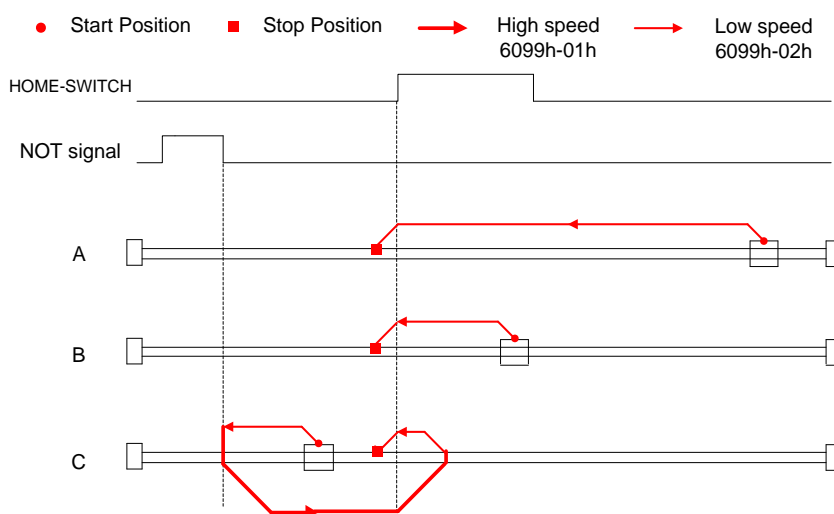 Start Position
Stop Position
High speed
6099h-01h
Low speed
6099h-02h
HOME-SWITCH
NOT signal
A
B
C